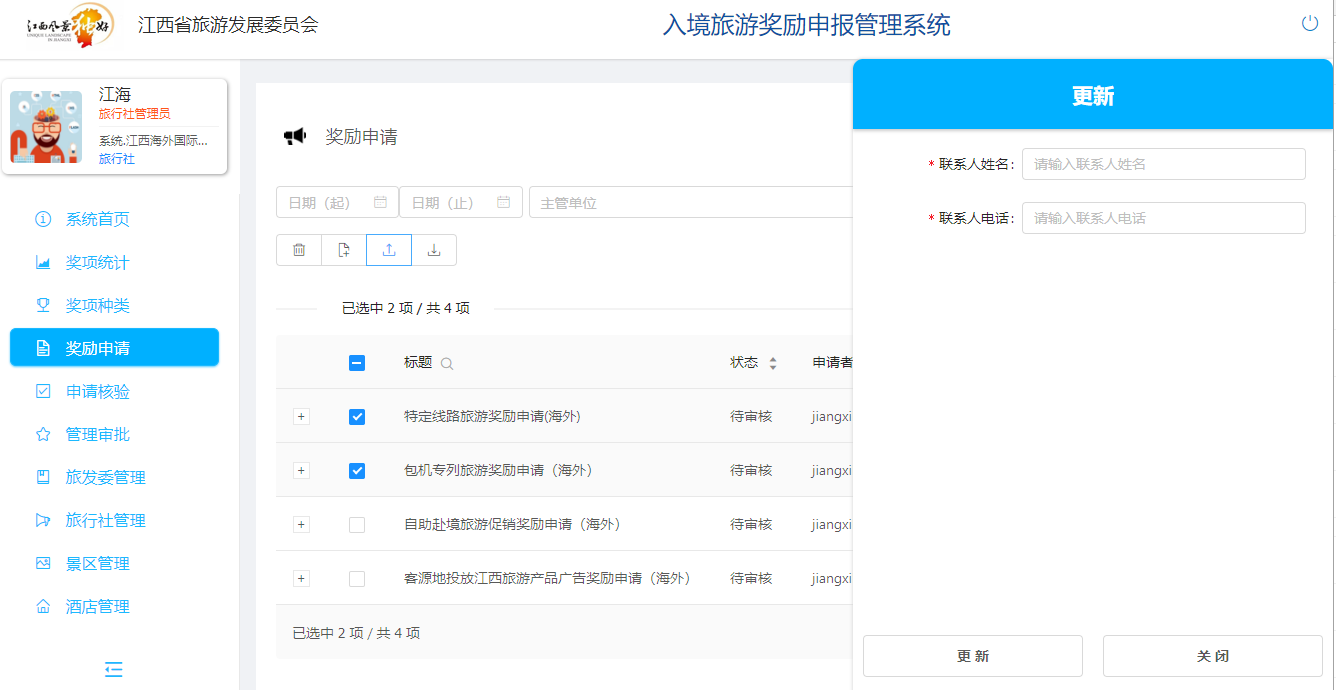 江西风景独好
UNIQUE LANDSCAPE
IN JIANGXI
江西省旅游发展委员会
入境旅游奖励申报管理系统
江海
旅行社管理员
系统.江西海外国际...
旅行社
系统首页
奖项统计
奖项种类
奖励申请
申请核验
管理审批
旅发委管理
旅行社管理
景区管理
酒店管理
奖励申请
日期（起） 日期（止） 主管单位
已选中 2 项 / 共 4 项
标题 状态 申请者
+ 特定线路旅游奖励申请(海外) 待审核 jiangxi
+ 包机专列旅游奖励申请（海外） 待审核 jiangxi
+ 自助赴境旅游促销奖励申请（海外） 待审核 jiangxi
+ 客源地投放江西旅游产品广告奖励申请（海外） 待审核 jiangxi
已选中 2 项 / 共 4 项
更新
* 联系人姓名: 请输入联系人姓名
* 联系人电话: 请输入联系人电话
更 新 关 闭